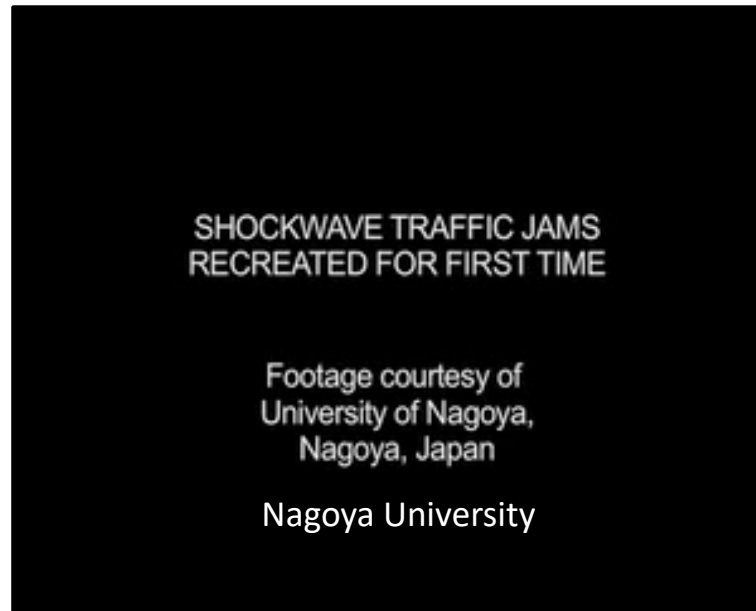 SHOCKWAVE TRAFFIC JAMS
RECREATED FOR FIRST TIME
Footage courtesy of
University of Nagoya,
Nagoya, Japan
Nagoya University